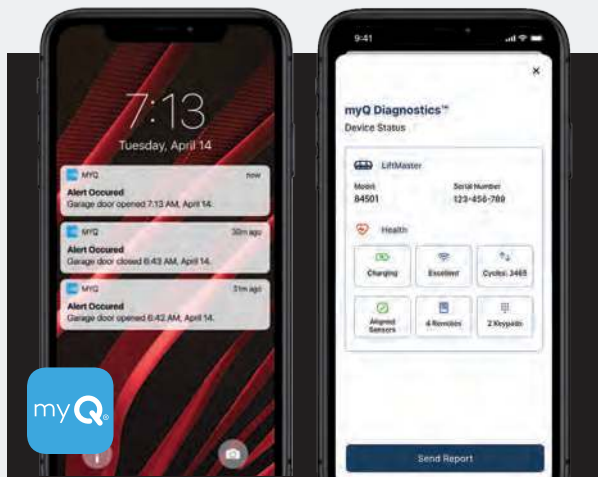 7:13
Tuesday, April 14
MYQ
now
Alert Occured
Garage door opened 7:13 AM, April 14.
MYQ
30m ago
Alert Occured
Garage door closed 6:43 AM, April 14.
MYQ
31m ago
Alert Occured
Garage door opened 6:42 AM, April 14.
myQ®
9:41
myQ Diagnostics™
Device Status
LiftMaster
Model
Serial Number
84501
123-456-789
Health
Charging
Excellent
Cycles: 3465
Aligned Sensors
4 Remotes
2 Keypads
Send Report